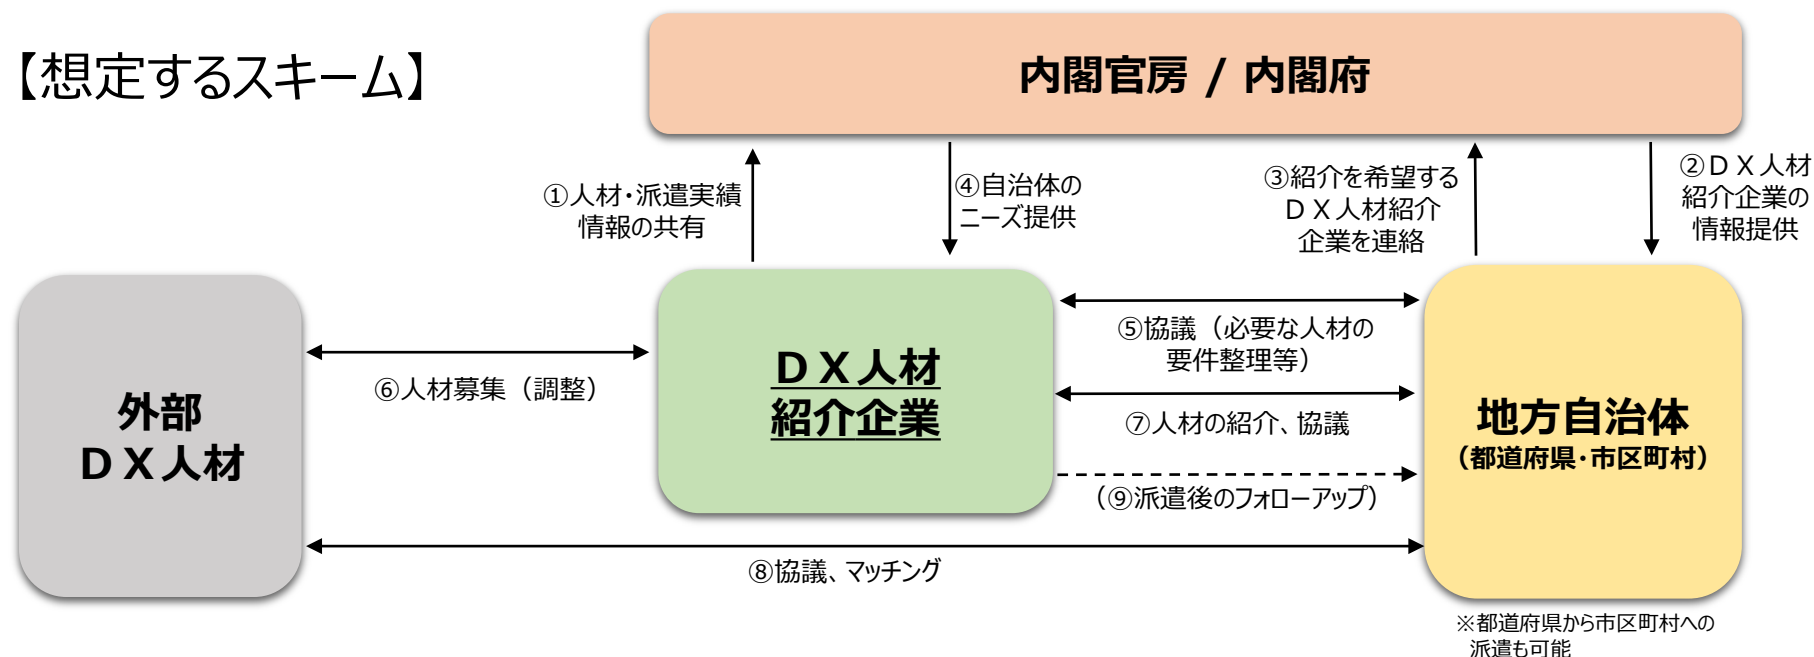 【想定するスキーム】
内閣官房 / 内閣府
①人材・派遣実績
情報の共有
④自治体の
ニーズ提供
③紹介を希望する
ＤＸ人材紹介
企業を連絡
②ＤＸ人材
紹介企業の
情報提供
外部
ＤＸ人材
⑥人材募集（調整）
ＤＸ人材
紹介企業
⑤協議（必要な人材の
要件整理等）
⑦人材の紹介、協議
（⑨派遣後のフォローアップ）
⑧協議、マッチング
地方自治体
（都道府県・市区町村）
※都道府県から市区町村への
派遣も可能